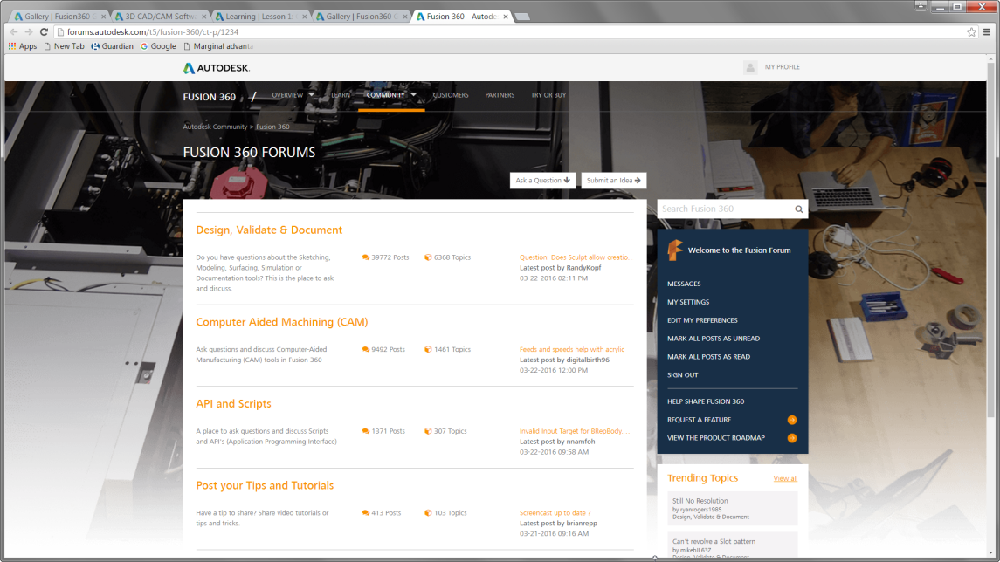 Gallery | Fusion360 G
3D CAD/CAM Softw
Learning | Lesson 1:
Gallery | Fusion360 G
Fusion 360 - Autode
forums.autodesk.com/t5/fusion-360/ct-p/1234
Apps
New Tab
Guardian
Google
Marginal advanta
AUTODESK.
MY PROFILE
FUSION 360 /
OVERVIEW
LEARN
COMMUNITY
CUSTOMERS
PARTNERS
TRY OR BUY
Autodesk Community > Fusion 360
FUSION 360 FORUMS
Ask a Question
Submit an Idea
Design, Validate & Document
Do you have questions about the Sketching,
Modeling, Surfacing, Simulation or
Documentation tools? This is the place to ask
and discuss.
39772 Posts
6368 Topics
Question: Does Sculpt allow creatio...
Latest post by RandyKopf
03-22-2016 02:11 PM
Computer Aided Machining (CAM)
Ask questions and discuss Computer-Aided
Manufacturing (CAM) tools in Fusion 360
9492 Posts
1461 Topics
Feeds and speeds help with acrylic
Latest post by digitalbirth96
03-22-2016 12:00 PM
API and Scripts
A place to ask questions and discuss Scripts
and API's (Application Programming Interface)
1371 Posts
307 Topics
Invalid Input Target for BRepBody....
Latest post by nnamfoh
03-22-2016 09:58 AM
Post your Tips and Tutorials
Have a tip to share? Share video tutorials or
tips and tricks.
413 Posts
103 Topics
Screencast up to date ?
Latest post by brianrepp
03-21-2016 09:16 AM
Search Fusion 360
Welcome to the Fusion Forum
MESSAGES
MY SETTINGS
EDIT MY PREFERENCES
MARK ALL POSTS AS UNREAD
MARK ALL POSTS AS READ
SIGN OUT
HELP SHAPE FUSION 360
REQUEST A FEATURE
VIEW THE PRODUCT ROADMAP
Trending Topics
View all
Still No Resolution
by ryanrogers1985
Design, Validate & Document
Can't revolve a Slot pattern
by mikebJL63Z
Design, Validate & Document